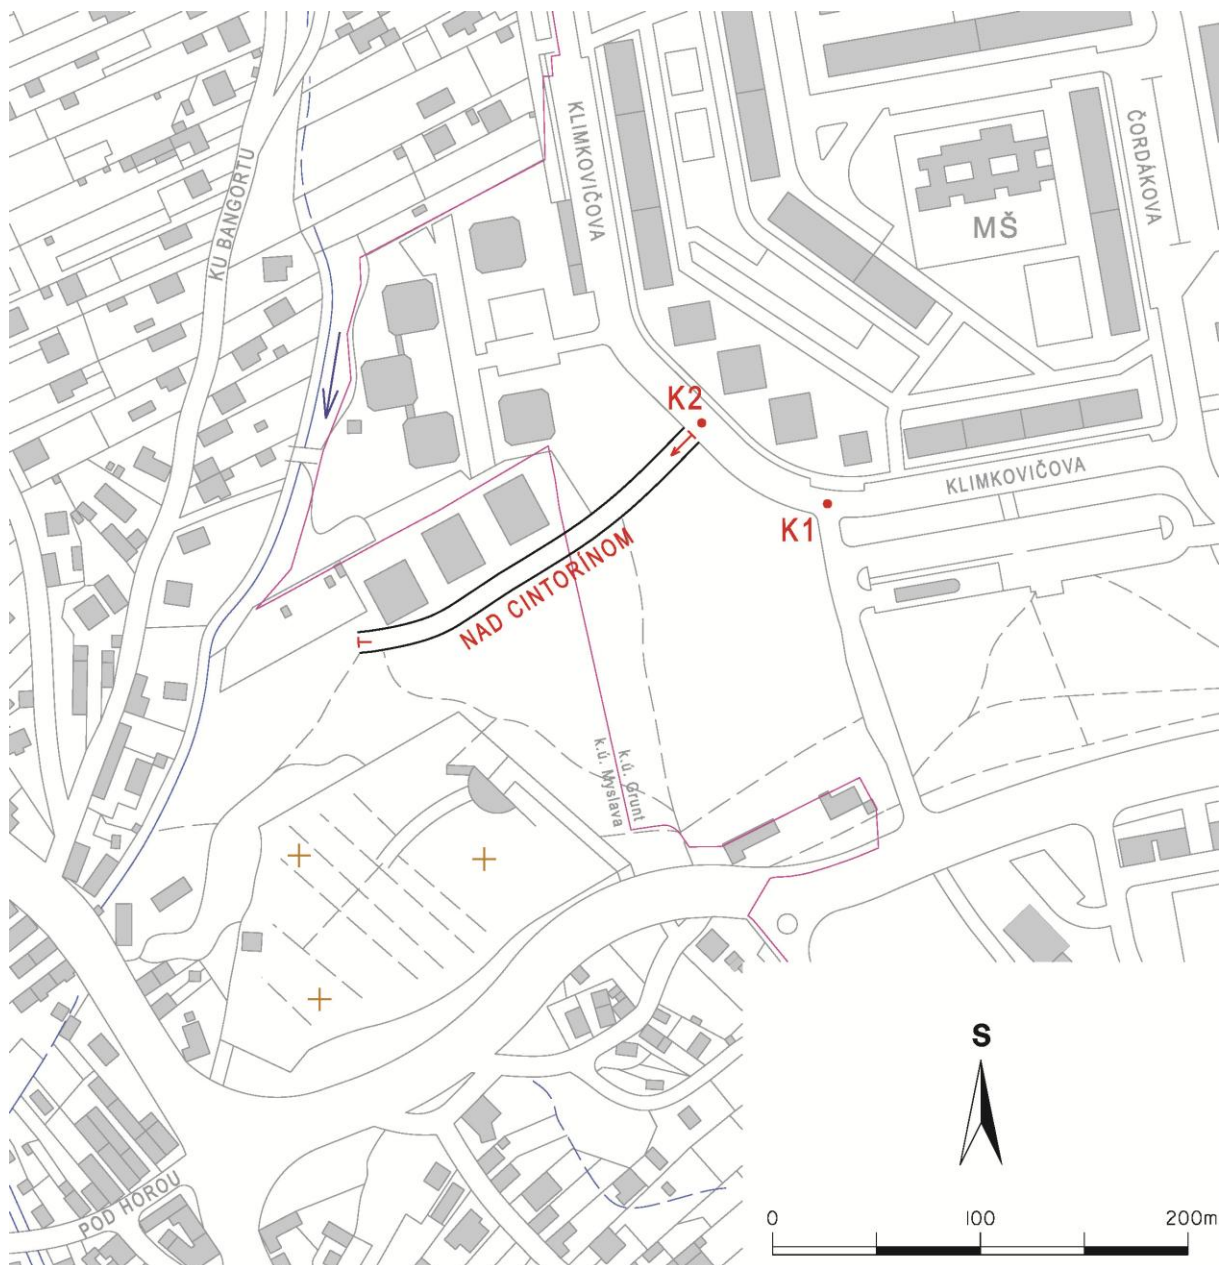 KLIMKOVIČOVA
ČORDÁKOVA
KU BANGORTU
MŠ
K2
KLIMKOVIČOVA
K1
NAD CINTORÍNOM
k.ú. Grunt
k.ú. Myslava
S
POD HOROU
0 100 200m